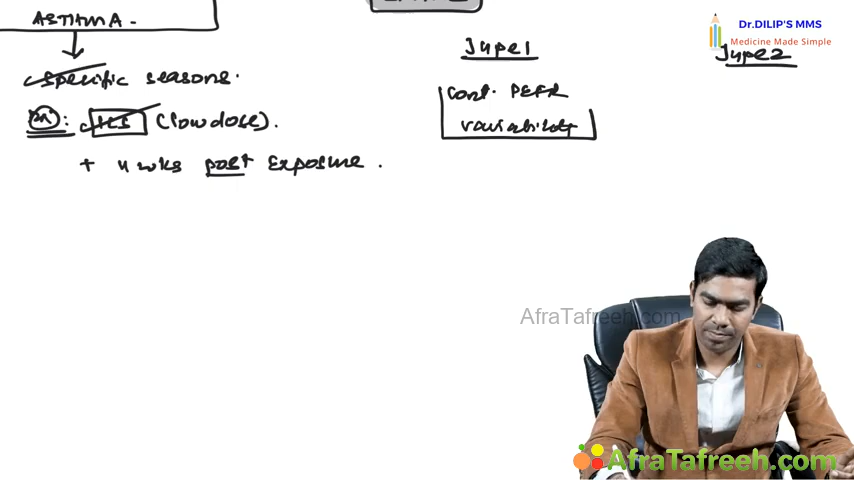 ASTHMA.
specific seasons.
Rx: ICS (low dose).
+ 4 wks post exposure.
Type 1
cont. PEFR
variability
Type 2
Dr.DILIP'S MMS
Medicine Made Simple
AfraTafreeh.com
AfraTafreeh.com